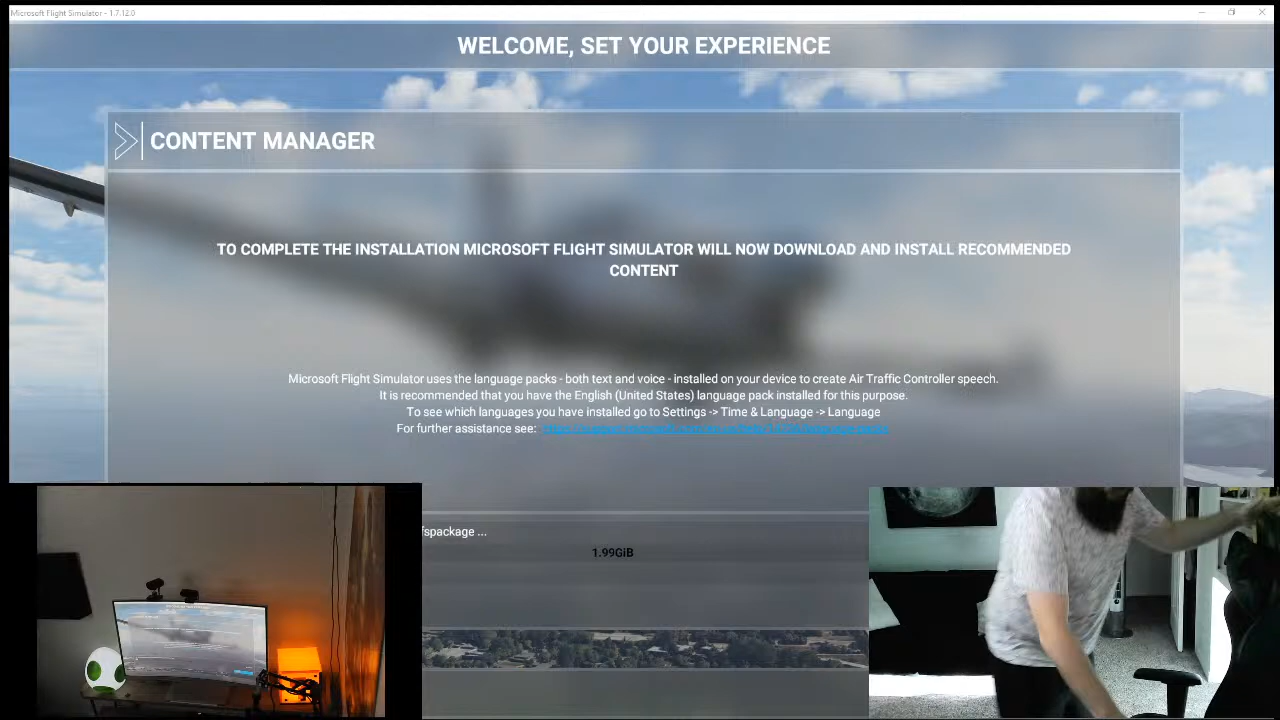 Microsoft Flight Simulator - 1.7.12.0
WELCOME, SET YOUR EXPERIENCE
CONTENT MANAGER
TO COMPLETE THE INSTALLATION MICROSOFT FLIGHT SIMULATOR WILL NOW DOWNLOAD AND INSTALL RECOMMENDED
CONTENT
Microsoft Flight Simulator uses the language packs - both text and voice - installed on your device to create Air Traffic Controller speech.
It is recommended that you have the English (United States) language pack installed for this purpose.
To see which languages you have installed go to Settings -> Time & Language -> Language
For further assistance see:
fspackage ...
1.99GiB